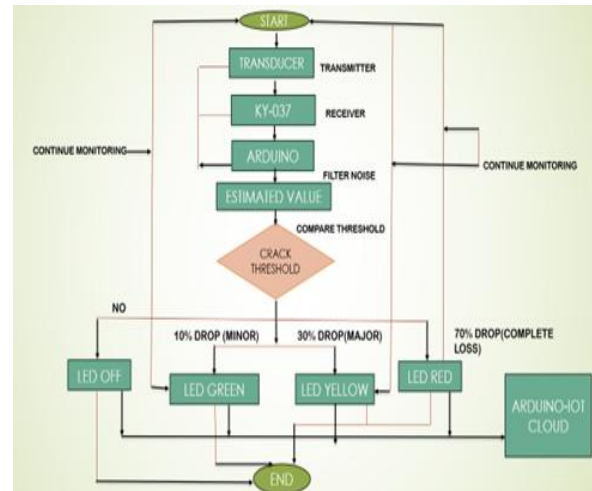 START
TRANSDUCER
TRANSMITTER
KY-037
RECEIVER
CONTINUE MONITORING
ARDUINO
CONTINUE MONITORING
FILTER NOISE
ESTIMATED VALUE
COMPARE THRESHOLD
CRACK
THRESHOLD
NO
10% DROP (MINOR)
30% DROP(MAJOR)
70% DROP(COMPLETE
LOSS)
LED OFF
LED GREEN
LED YELLOW
LED RED
ARDUINO-IOT
CLOUD
END